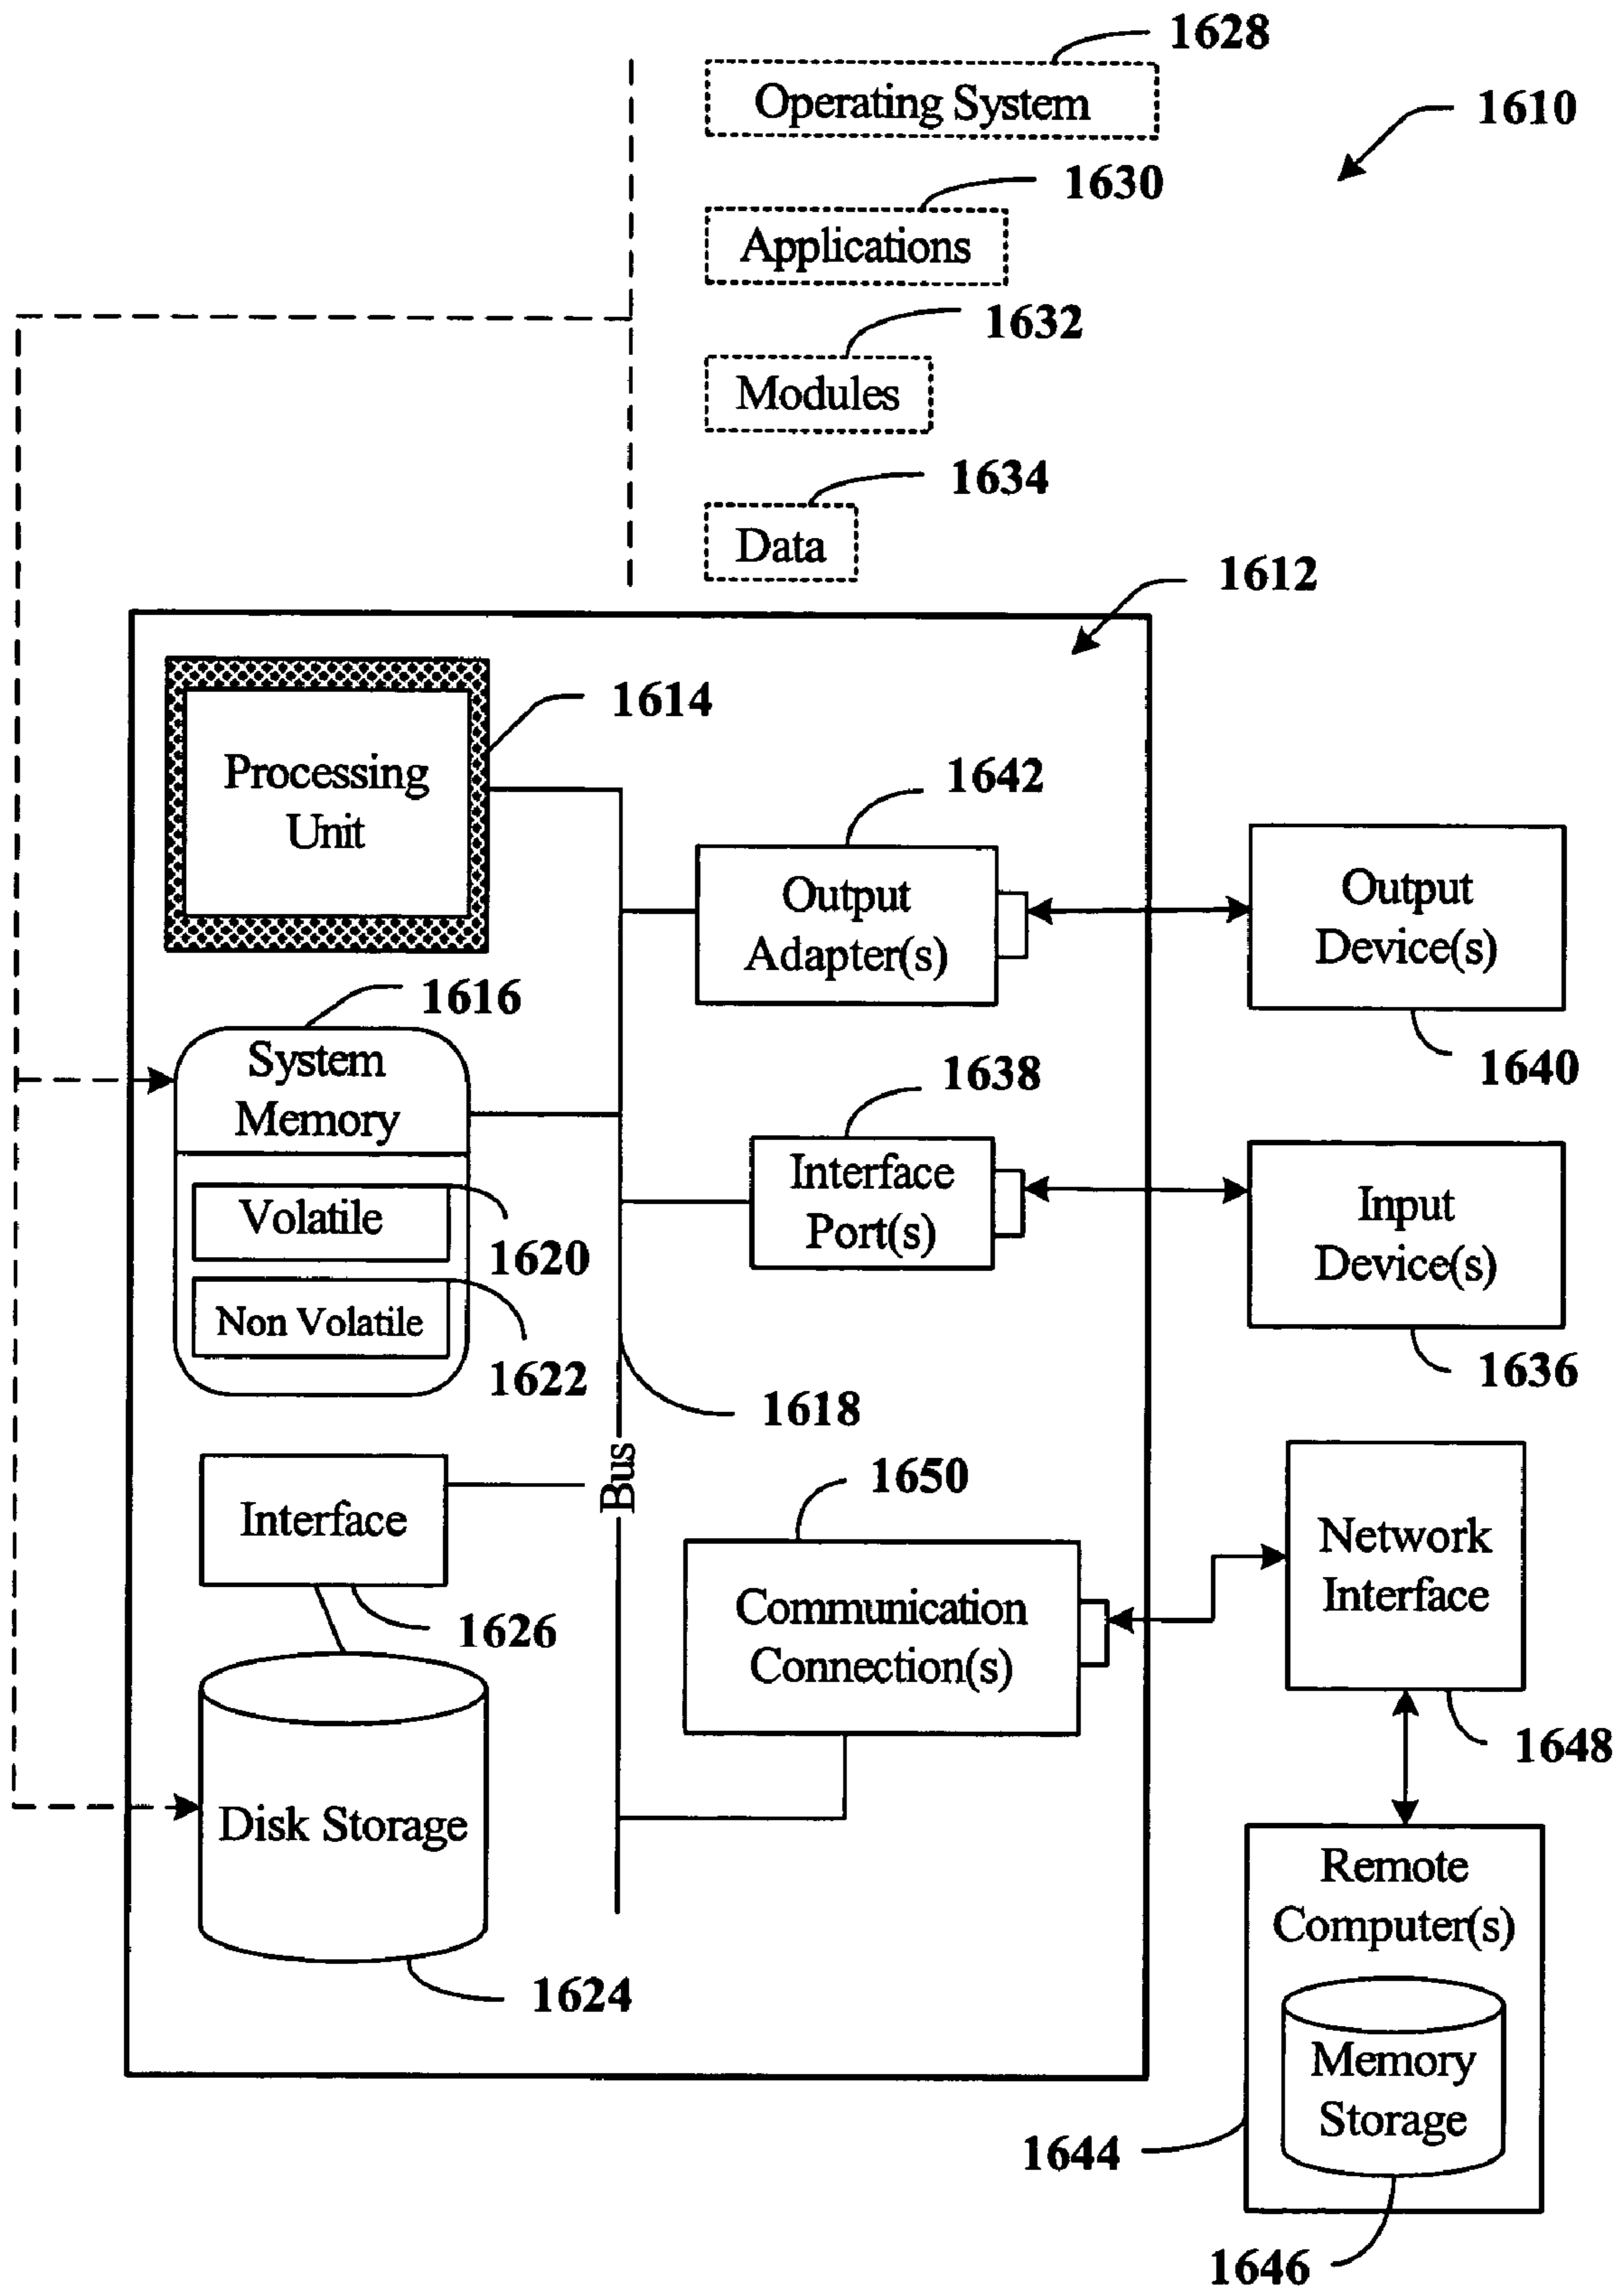 1628
Operating System
1610
1630
Applications
1632
Modules
1634
Data
1612
1614
Processing
Unit
1642
Output
Adapter(s)
Output
Device(s)
1640
1616
System
Memory
Volatile
1620
Non Volatile
1622
1638
Interface
Port(s)
Input
Device(s)
1636
1618
Bus
Interface
1626
1650
Communication
Connection(s)
Network
Interface
1648
Disk Storage
1624
Remote
Computer(s)
Memory
Storage
1644
1646